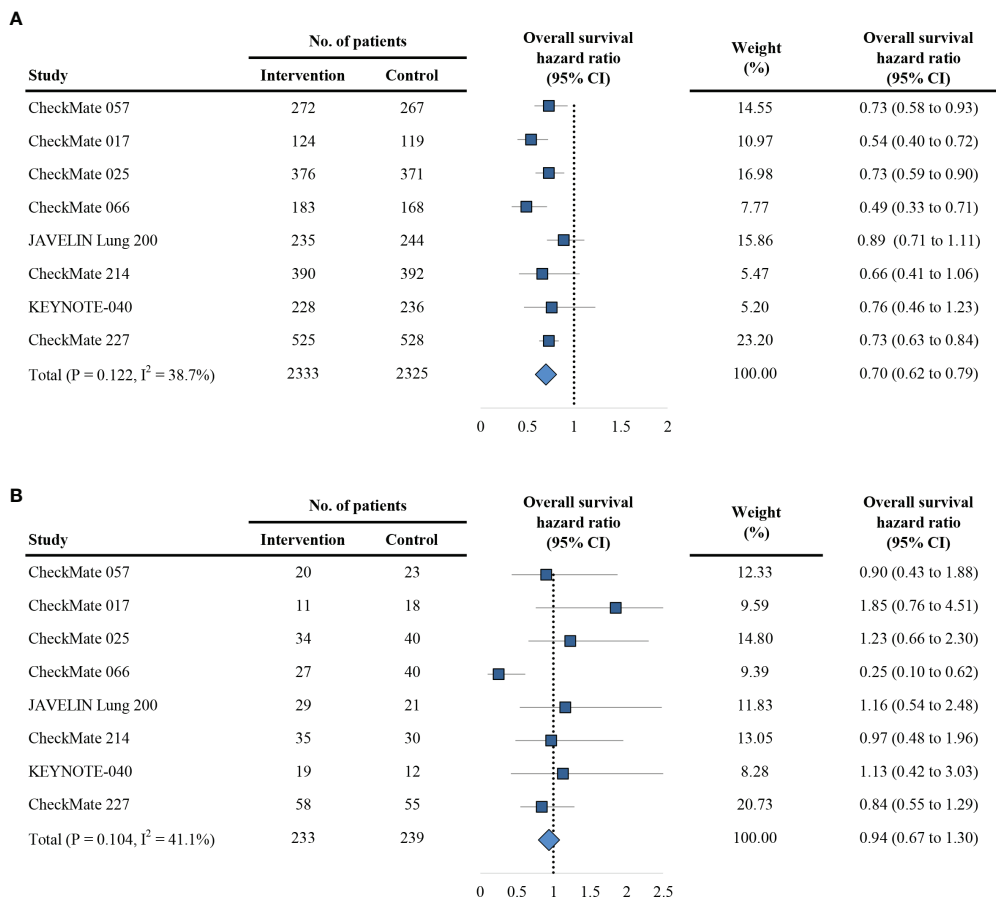 A
No. of patients
Overall survival
hazard ratio
(95% CI)
Weight
(%)
Overall survival
hazard ratio
(95% CI)
Study Intervention Control
CheckMate 057 272 267 14.55 0.73 (0.58 to 0.93)
CheckMate 017 124 119 10.97 0.54 (0.40 to 0.72)
CheckMate 025 376 371 16.98 0.73 (0.59 to 0.90)
CheckMate 066 183 168 7.77 0.49 (0.33 to 0.71)
JAVELIN Lung 200 235 244 15.86 0.89 (0.71 to 1.11)
CheckMate 214 390 392 5.47 0.66 (0.41 to 1.06)
KEYNOTE-040 228 236 5.20 0.76 (0.46 to 1.23)
CheckMate 227 525 528 23.20 0.73 (0.63 to 0.84)
Total (P = 0.122, I² = 38.7%) 2333 2325 100.00 0.70 (0.62 to 0.79)
0 0.5 1 1.5 2
B
No. of patients
Overall survival
hazard ratio
(95% CI)
Weight
(%)
Overall survival
hazard ratio
(95% CI)
Study Intervention Control
CheckMate 057 20 23 12.33 0.90 (0.43 to 1.88)
CheckMate 017 11 18 9.59 1.85 (0.76 to 4.51)
CheckMate 025 34 40 14.80 1.23 (0.66 to 2.30)
CheckMate 066 27 40 9.39 0.25 (0.10 to 0.62)
JAVELIN Lung 200 29 21 11.83 1.16 (0.54 to 2.48)
CheckMate 214 35 30 13.05 0.97 (0.48 to 1.96)
KEYNOTE-040 19 12 8.28 1.13 (0.42 to 3.03)
CheckMate 227 58 55 20.73 0.84 (0.55 to 1.29)
Total (P = 0.104, I² = 41.1%) 233 239 100.00 0.94 (0.67 to 1.30)
0 0.5 1 1.5 2 2.5